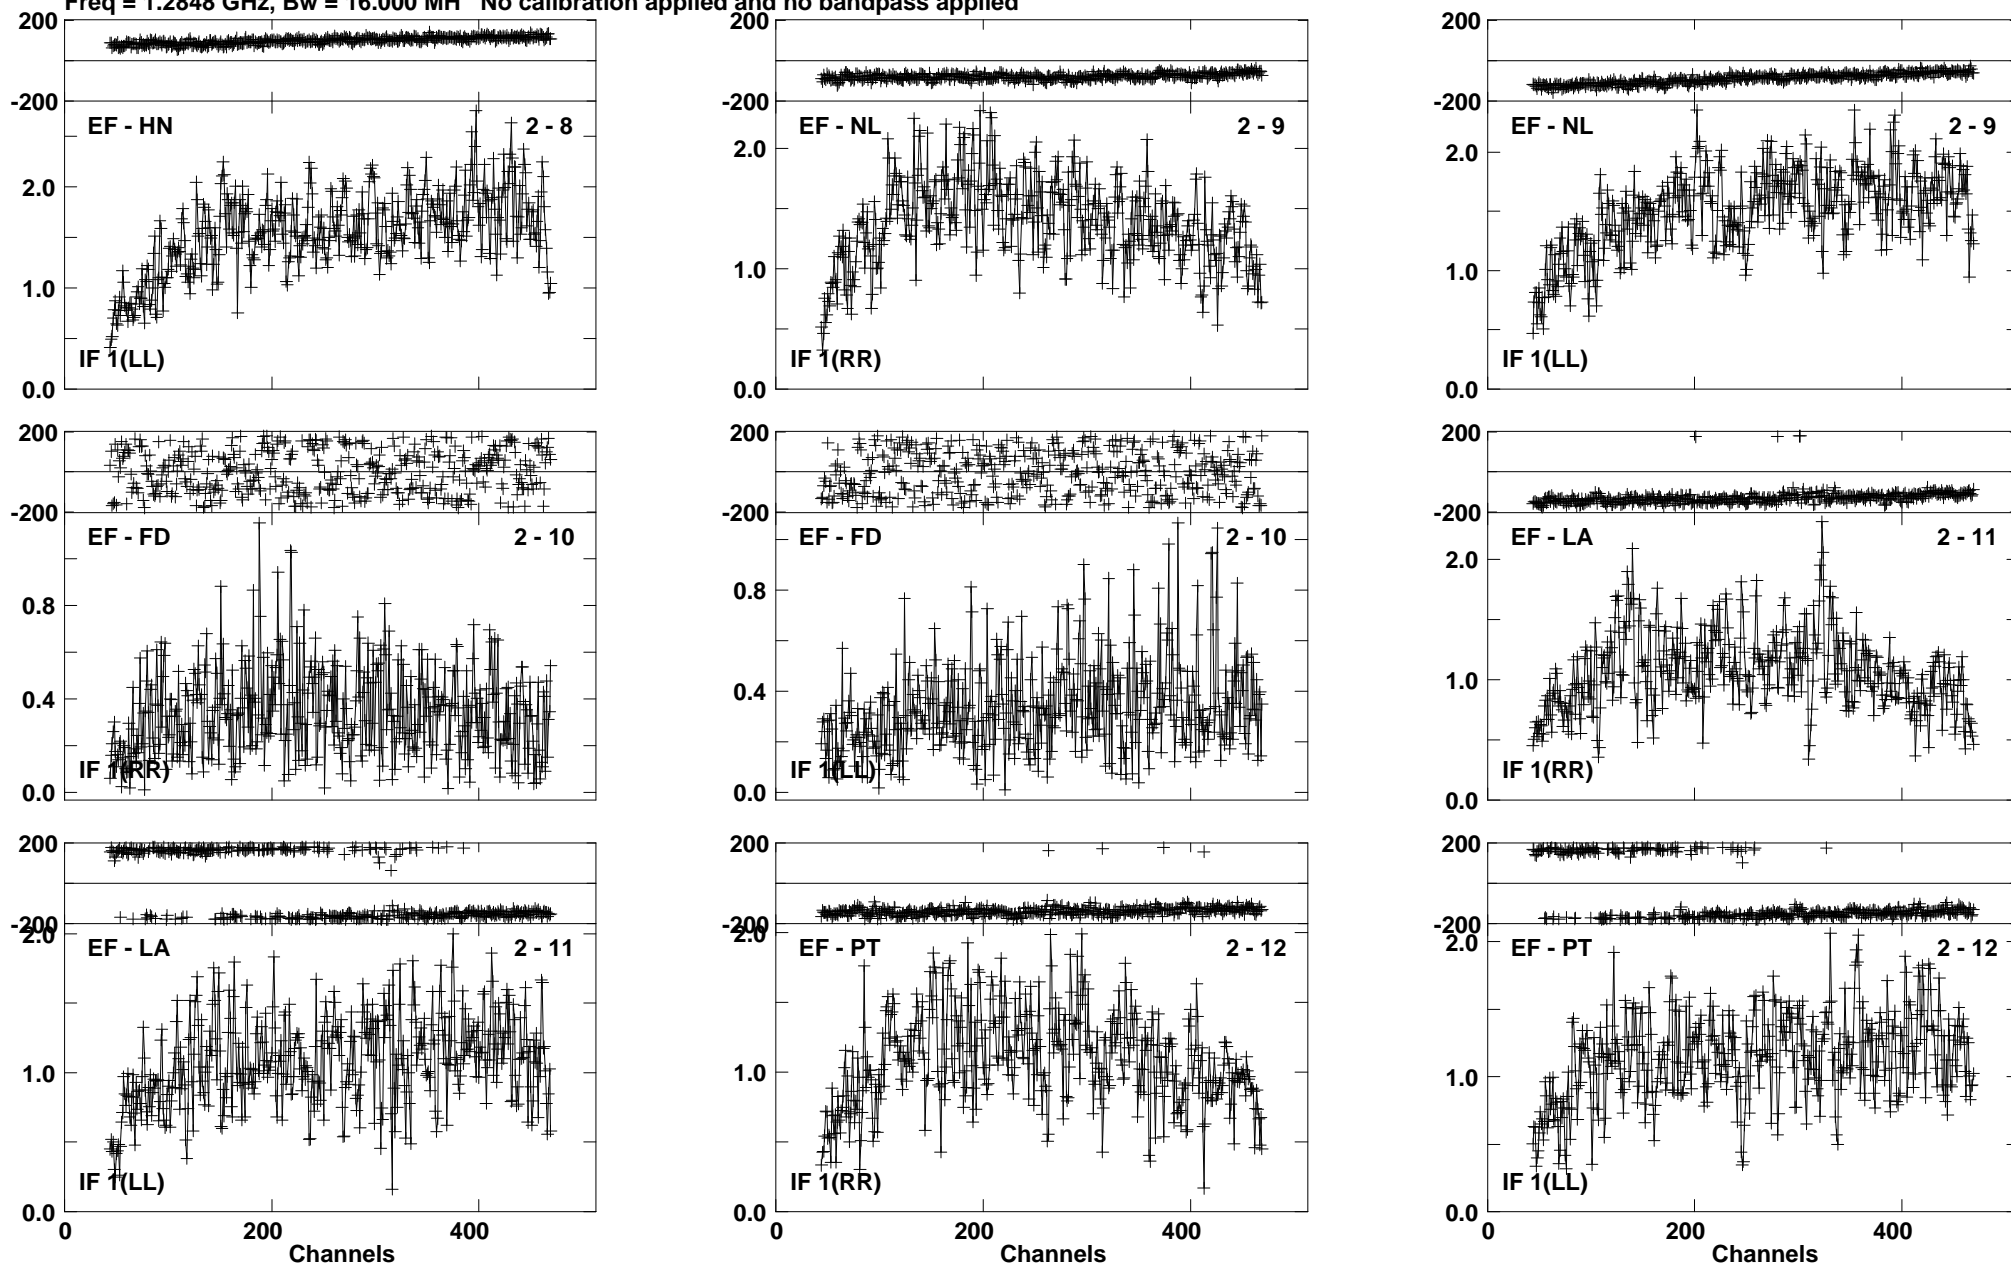 Freq = 1.2848 GHz, Bw = 16.000 MH No calibration applied and no bandpass applied
200
-200
EF - HN 2 - 8
2.0
1.0
IF 1(LL)
0.0
200
-200
EF - NL 2 - 9
2.0
1.0
IF 1(RR)
0.0
200
-200
EF - NL 2 - 9
2.0
1.0
IF 1(LL)
0.0
200
-200
EF - FD 2 - 10
0.8
0.4
IF 1(RR)
0.0
200
-200
EF - FD 2 - 10
0.8
0.4
IF 1(LL)
0.0
200
-200
EF - LA 2 - 11
2.0
1.0
IF 1(RR)
0.0
200
-200
2.0
EF - LA 2 - 11
1.0
IF 1(LL)
0.0
0 200 400
Channels
200
-200
2.0
EF - PT 2 - 12
1.0
IF 1(RR)
0.0
0 200 400
Channels
200
-200
2.0
EF - PT 2 - 12
1.0
IF 1(LL)
0.0
0 200 400
Channels